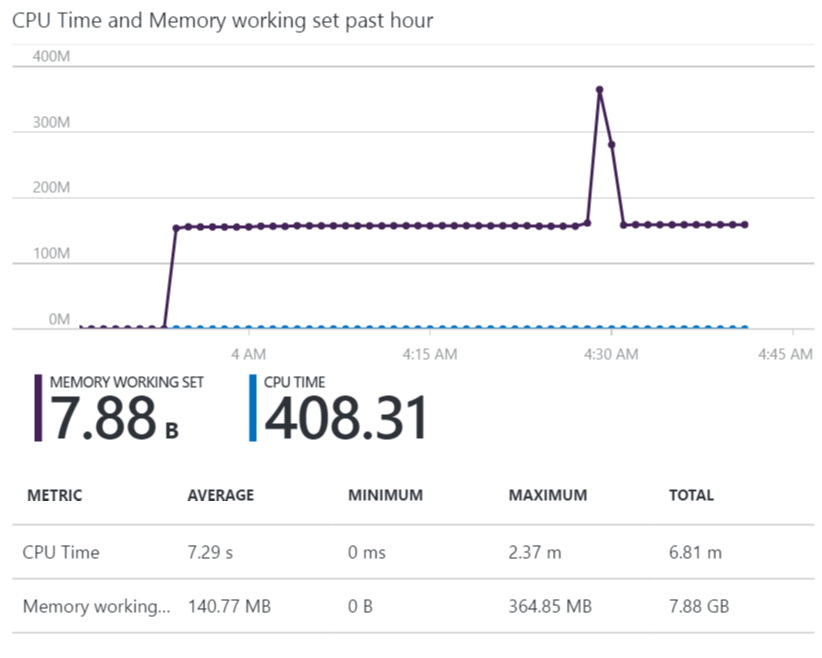 CPU Time and Memory working set past hour
400M
300M
200M
100M
0M
4 AM 4:15 AM 4:30 AM 4:45 AM
MEMORY WORKING SET CPU TIME
7.88 B 408.31
METRIC AVERAGE MINIMUM MAXIMUM TOTAL
CPU Time 7.29 s 0 ms 2.37 m 6.81 m
Memory working... 140.77 MB 0 B 364.85 MB 7.88 GB